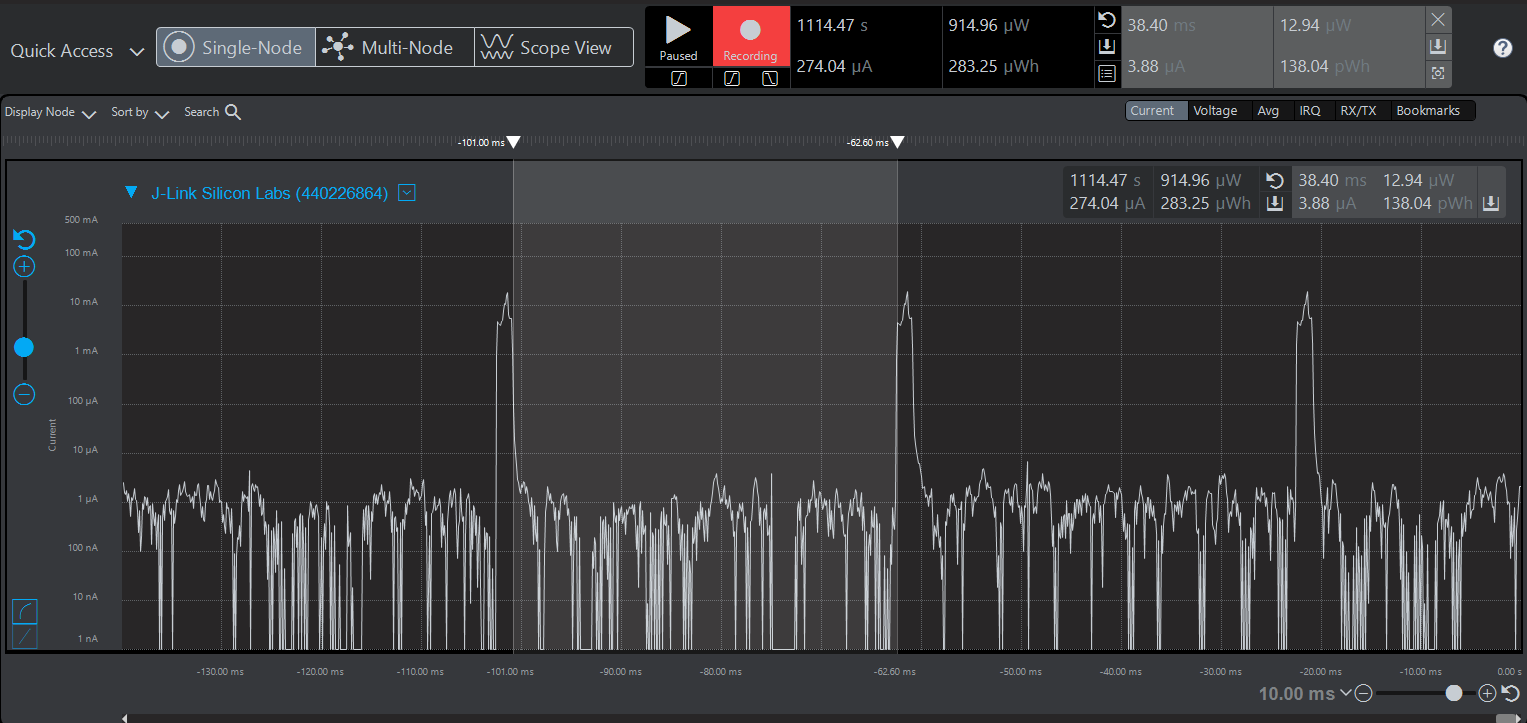 Quick Access Single-Node Multi-Node Scope View
Paused Recording
1114.47 s 914.96 µW 38.40 ms 12.94 µW
274.04 µA 283.25 µWh 3.88 µA 138.04 pWh
?
Display Node Sort by Search
Current Voltage Avg IRQ RX/TX Bookmarks
-101.00 ms -62.60 ms
J-Link Silicon Labs (440226864)
1114.47 s 914.96 µW 38.40 ms 12.94 µW
274.04 µA 283.25 µWh 3.88 µA 138.04 pWh
500 mA
100 mA
10 mA
1 mA
100 µA
10 µA
1 µA
100 nA
10 nA
1 nA
Current
-130.00 ms -120.00 ms -110.00 ms -101.00 ms -90.00 ms -80.00 ms -62.60 ms -50.00 ms -40.00 ms -30.00 ms -20.00 ms -10.00 ms 0.00 s
10.00 ms